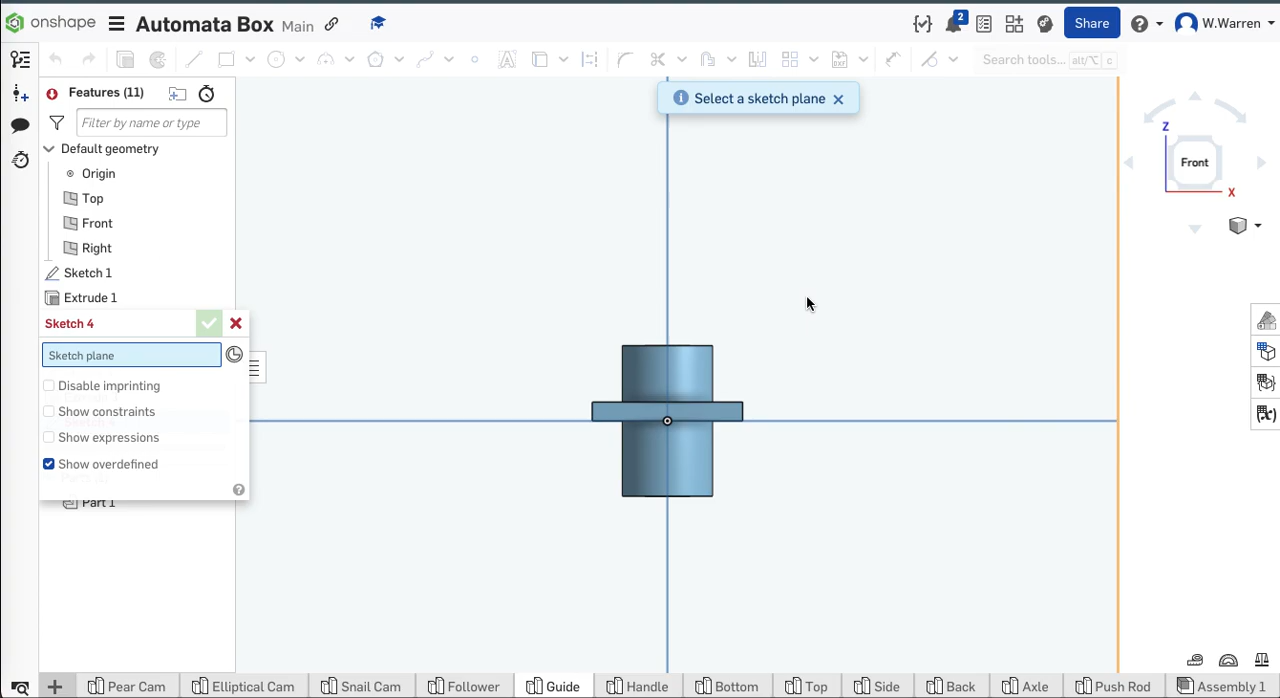 onshape Automata Box Main 2 Share W.Warren
Search tools... alt/⌥ c
Features (11)
Select a sketch plane
Filter by name or type
Default geometry
Origin
Top
Front
Right
Sketch 1
Extrude 1
Sketch 4
Sketch plane
Disable imprinting
Show constraints
Show expressions
Show overdefined
Part 1
Z
Front
X
Pear Cam Elliptical Cam Snail Cam Follower Guide Handle Bottom Top Side Back Axle Push Rod Assembly 1